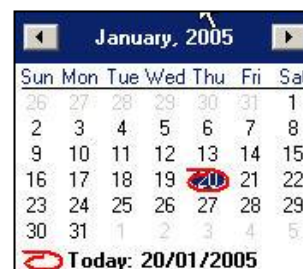 January, 2005
Sun Mon Tue Wed Thu Fri Sa
26 27 28 29 30 31 1
2 3 4 5 6 7 8
9 10 11 12 13 14 15
16 17 18 19 20 21 22
23 24 25 26 27 28 29
30 31 1 2 3 4 5
Today: 20/01/2005